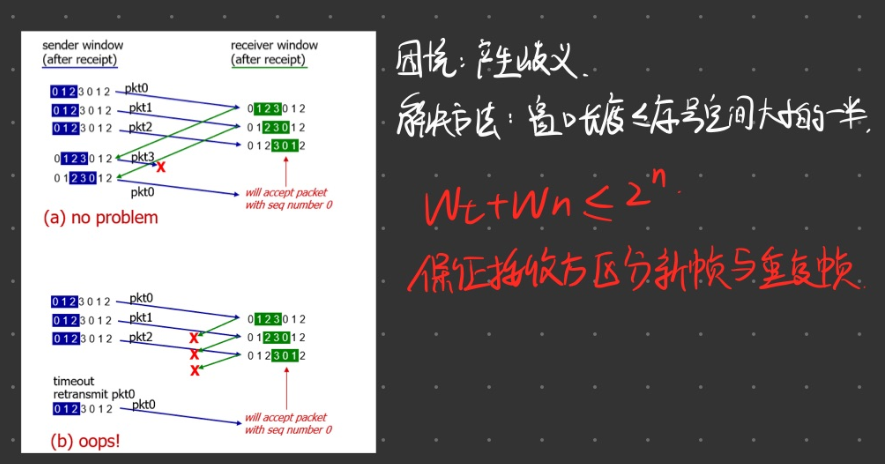 sender window
(after receipt)
receiver window
(after receipt)
0 1 2 3 0 1 2 pkt0
0 1 2 3 0 1 2 pkt1
0 1 2 3 0 1 2 pkt2
0 1 2 3 0 1 2
0 1 2 3 0 1 2
0 1 2 3 0 1 2
0 1 2 3 0 1 2 pkt3
X
0 1 2 3 0 1 2
pkt0
will accept packet
with seq number 0
(a) no problem
0 1 2 3 0 1 2 pkt0
0 1 2 3 0 1 2 pkt1
0 1 2 3 0 1 2 pkt2
X
X
X
0 1 2 3 0 1 2
0 1 2 3 0 1 2
0 1 2 3 0 1 2
timeout
retransmit pkt0
0 1 2 3 0 1 2 pkt0
will accept packet
with seq number 0
(b) oops!
困境:产生歧义.
解决方法:窗口长度≤序号空间大小的一半.
Wt+Wn≤2ⁿ.
保证接收方区分新帧与重复帧.